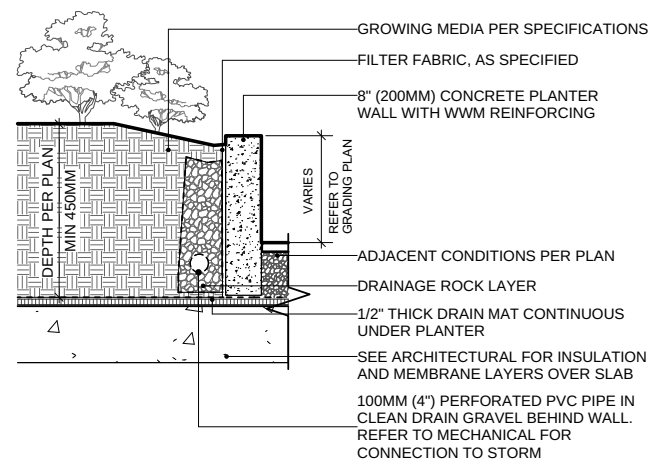 GROWING MEDIA PER SPECIFICATIONS
FILTER FABRIC, AS SPECIFIED
8" (200MM) CONCRETE PLANTER
WALL WITH WWM REINFORCING
DEPTH PER PLAN
MIN 450MM
VARIES
REFER TO
GRADING PLAN
ADJACENT CONDITIONS PER PLAN
DRAINAGE ROCK LAYER
1/2" THICK DRAIN MAT CONTINUOUS
UNDER PLANTER
SEE ARCHITECTURAL FOR INSULATION
AND MEMBRANE LAYERS OVER SLAB
100MM (4") PERFORATED PVC PIPE IN
CLEAN DRAIN GRAVEL BEHIND WALL.
REFER TO MECHANICAL FOR
CONNECTION TO STORM